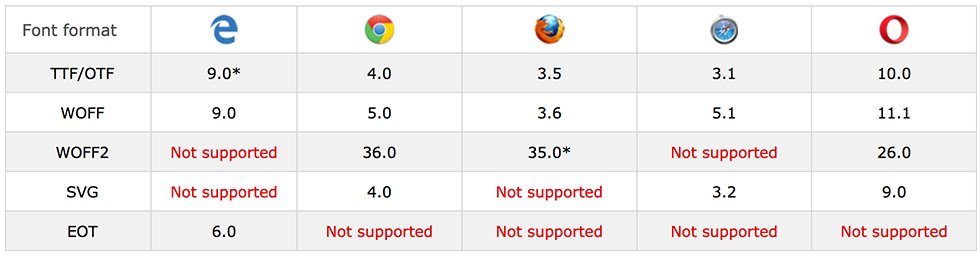 Font format
TTF/OTF 9.0* 4.0 3.5 3.1 10.0
WOFF 9.0 5.0 3.6 5.1 11.1
WOFF2 Not supported 36.0 35.0* Not supported 26.0
SVG Not supported 4.0 Not supported 3.2 9.0
EOT 6.0 Not supported Not supported Not supported Not supported